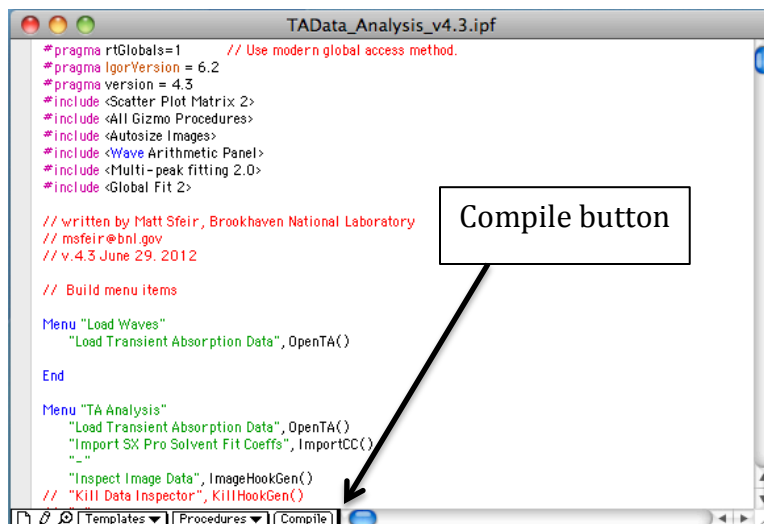 TAData_Analysis_v4.3.ipf
#pragma rtGlobals=1 // Use modern global access method.
#pragma IgorVersion = 6.2
#pragma version = 4.3
#include <Scatter Plot Matrix 2>
#include <All Gizmo Procedures>
#include <Autosize Images>
#include <Wave Arithmetic Panel>
#include <Multi-peak fitting 2.0>
#include <Global Fit 2>
// written by Matt Sfeir, Brookhaven National Laboratory
// msfeir@bnl.gov
// v.4.3 June 29. 2012
Compile button
// Build menu items
Menu "Load Waves"
"Load Transient Absorption Data", OpenTA()
End
Menu "TA Analysis"
"Load Transient Absorption Data", OpenTA()
"Import SX Pro Solvent Fit Coeffs", ImportCC()
"-"
"Inspect Image Data", ImageHookGen()
// "Kill Data Inspector", KillHookGen()
Templates Procedures Compile